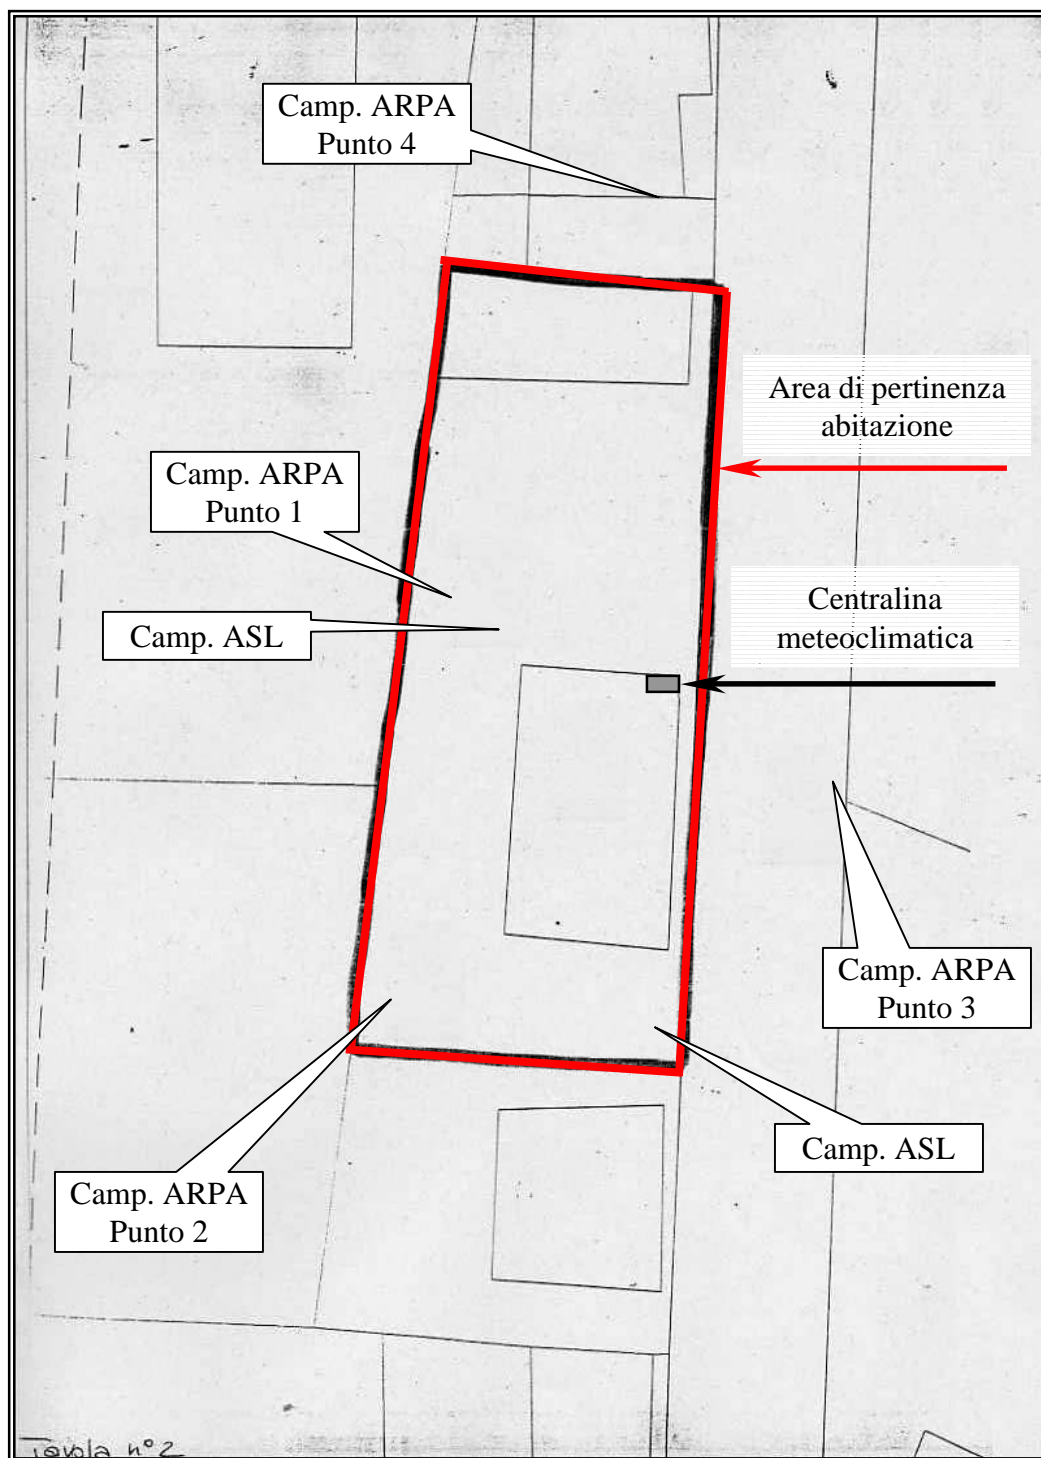 Camp. ARPA
Punto 4
Area di pertinenza
abitazione
Camp. ARPA
Punto 1
Centralina
meteoclimatica
Camp. ASL
Camp. ARPA
Punto 3
Camp. ASL
Camp. ARPA
Punto 2
Tavola n° 2